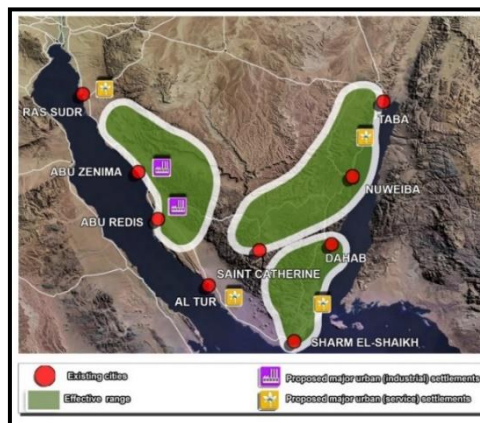 RAS SUDR
TABA
ABU ZENIMA
NUWEIBA
ABU REDIS
DAHAB
SAINT CATHERINE
AL TUR
SHARM EL-SHAIKH
Existing cities
Proposed major urban (industrial) settlements
Effective range
Proposed major urban (service) settlements